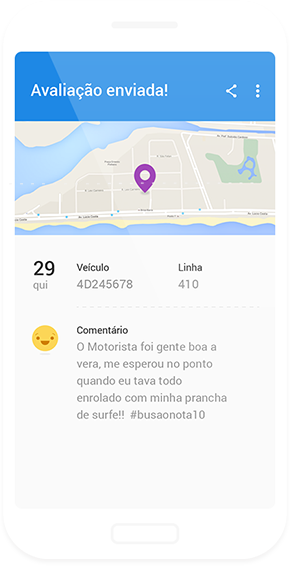 Avaliação enviada!
29
qui
Veículo
4D245678
Linha
410
Comentário
O Motorista foi gente boa a
vera, me esperou no ponto
quando eu tava todo
enrolado com minha prancha
de surfe!! #busaonota10